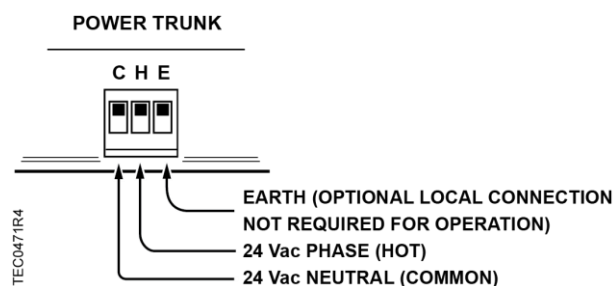 POWER TRUNK
C H E
EARTH (OPTIONAL LOCAL CONNECTION
NOT REQUIRED FOR OPERATION)
24 Vac PHASE (HOT)
24 Vac NEUTRAL (COMMON)
TEC0471R4